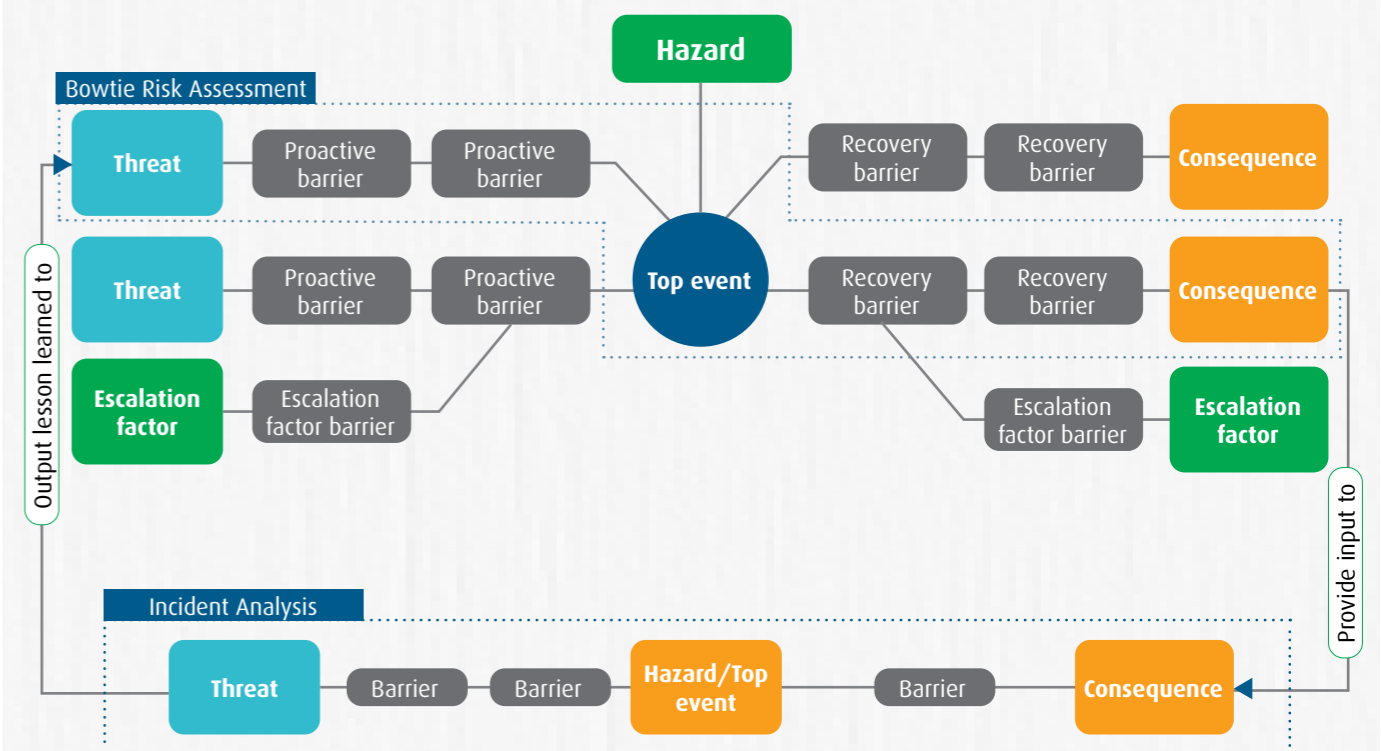 Hazard
Bowtie Risk Assessment
Threat
Proactive
barrier
Proactive
barrier
Recovery
barrier
Recovery
barrier
Consequence
Threat
Proactive
barrier
Proactive
barrier
Top event
Recovery
barrier
Recovery
barrier
Consequence
Escalation
factor
Escalation
factor barrier
Escalation
factor barrier
Escalation
factor
Output lesson learned to
Provide input to
Incident Analysis
Threat
Barrier
Barrier
Hazard/Top
event
Barrier
Consequence